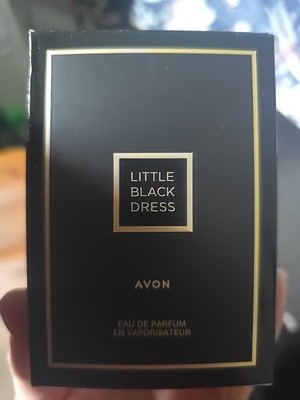 LITTLE
BLACK
DRESS
AVON
EAU DE PARFUM
EN VAPORISATEUR